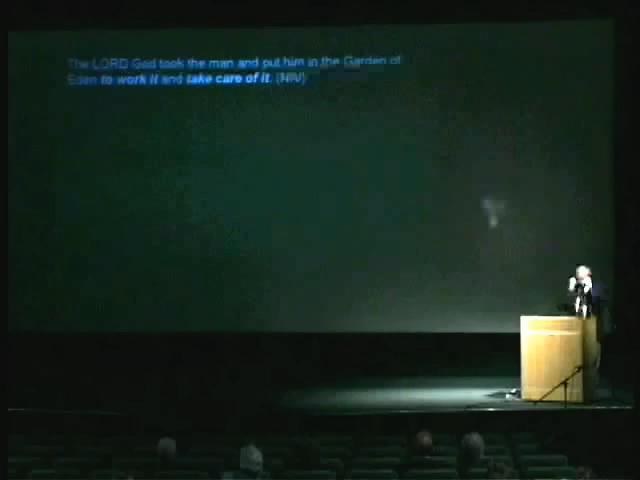 The LORD God took the man and put him in the Garden of
Eden to work it and take care of it. (NIV)